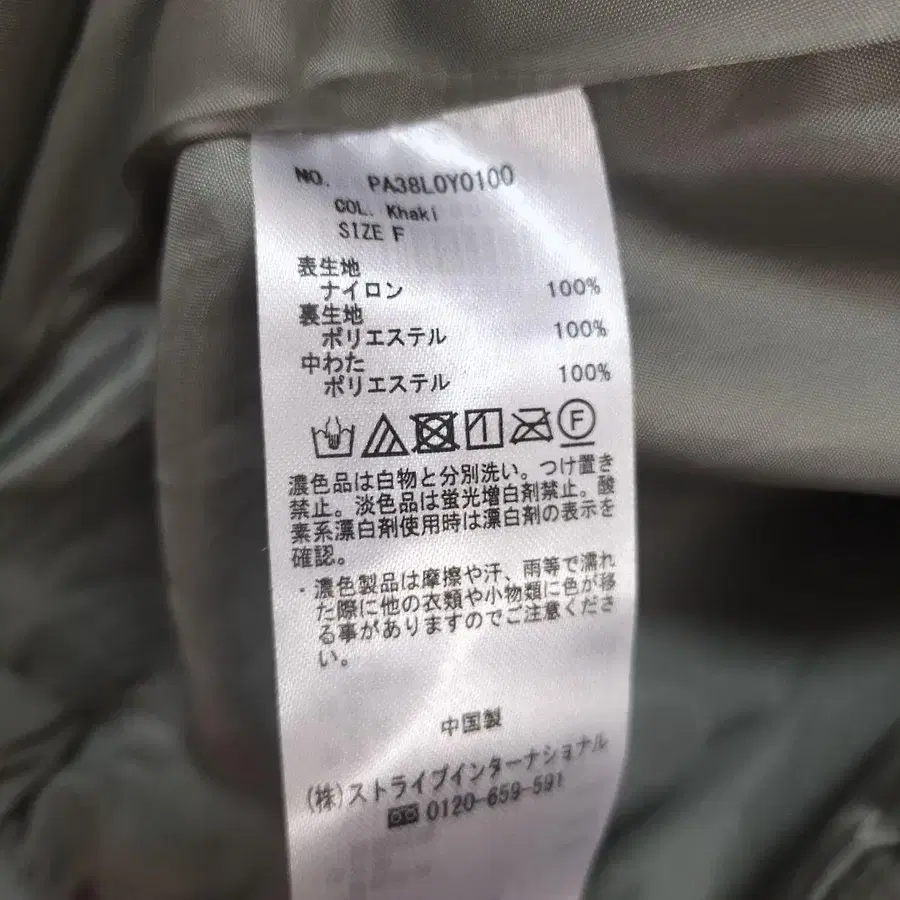 NO. PA38L0Y0100
COL. Khaki
SIZE F
表生地
ナイロン 100%
裏生地
ポリエステル 100%
中わた
ポリエステル 100%
F
濃色品は白物と分別洗い。つけ置き
禁止。淡色品は蛍光増白剤禁止。酸
素系漂白剤使用時は漂白剤の表示を
確認。
・濃色製品は摩擦や汗、雨等で濡れ
た際に他の衣類や小物類に色が移
る事がありますのでご注意くださ
い。
中国製
(株)ストライプインターナショナル
0120-659-591